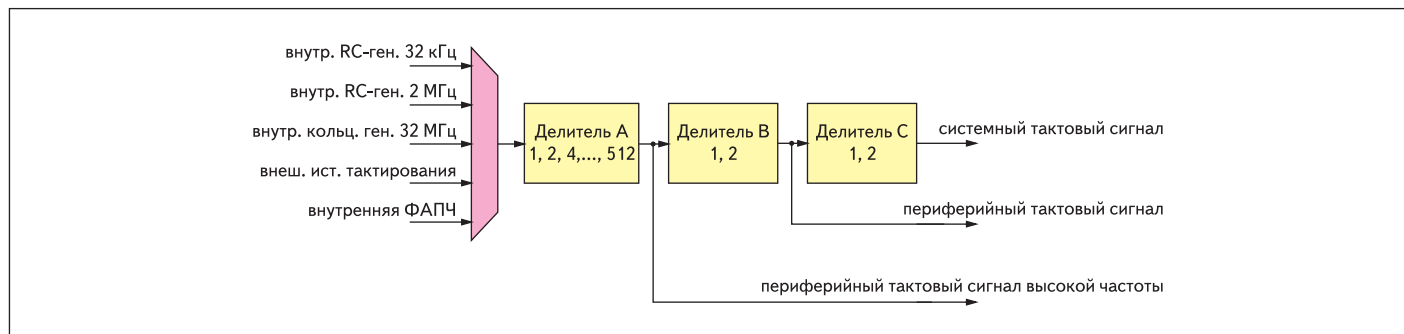 внутр. RC-ген. 32 кГц
внутр. RC-ген. 2 МГц
внутр. кольц. ген. 32 МГц
внеш. ист. тактирования
внутренняя ФАПЧ
Делитель A
1, 2, 4,..., 512
Делитель B
1, 2
Делитель C
1, 2
системный тактовый сигнал
периферийный тактовый сигнал
периферийный тактовый сигнал высокой частоты